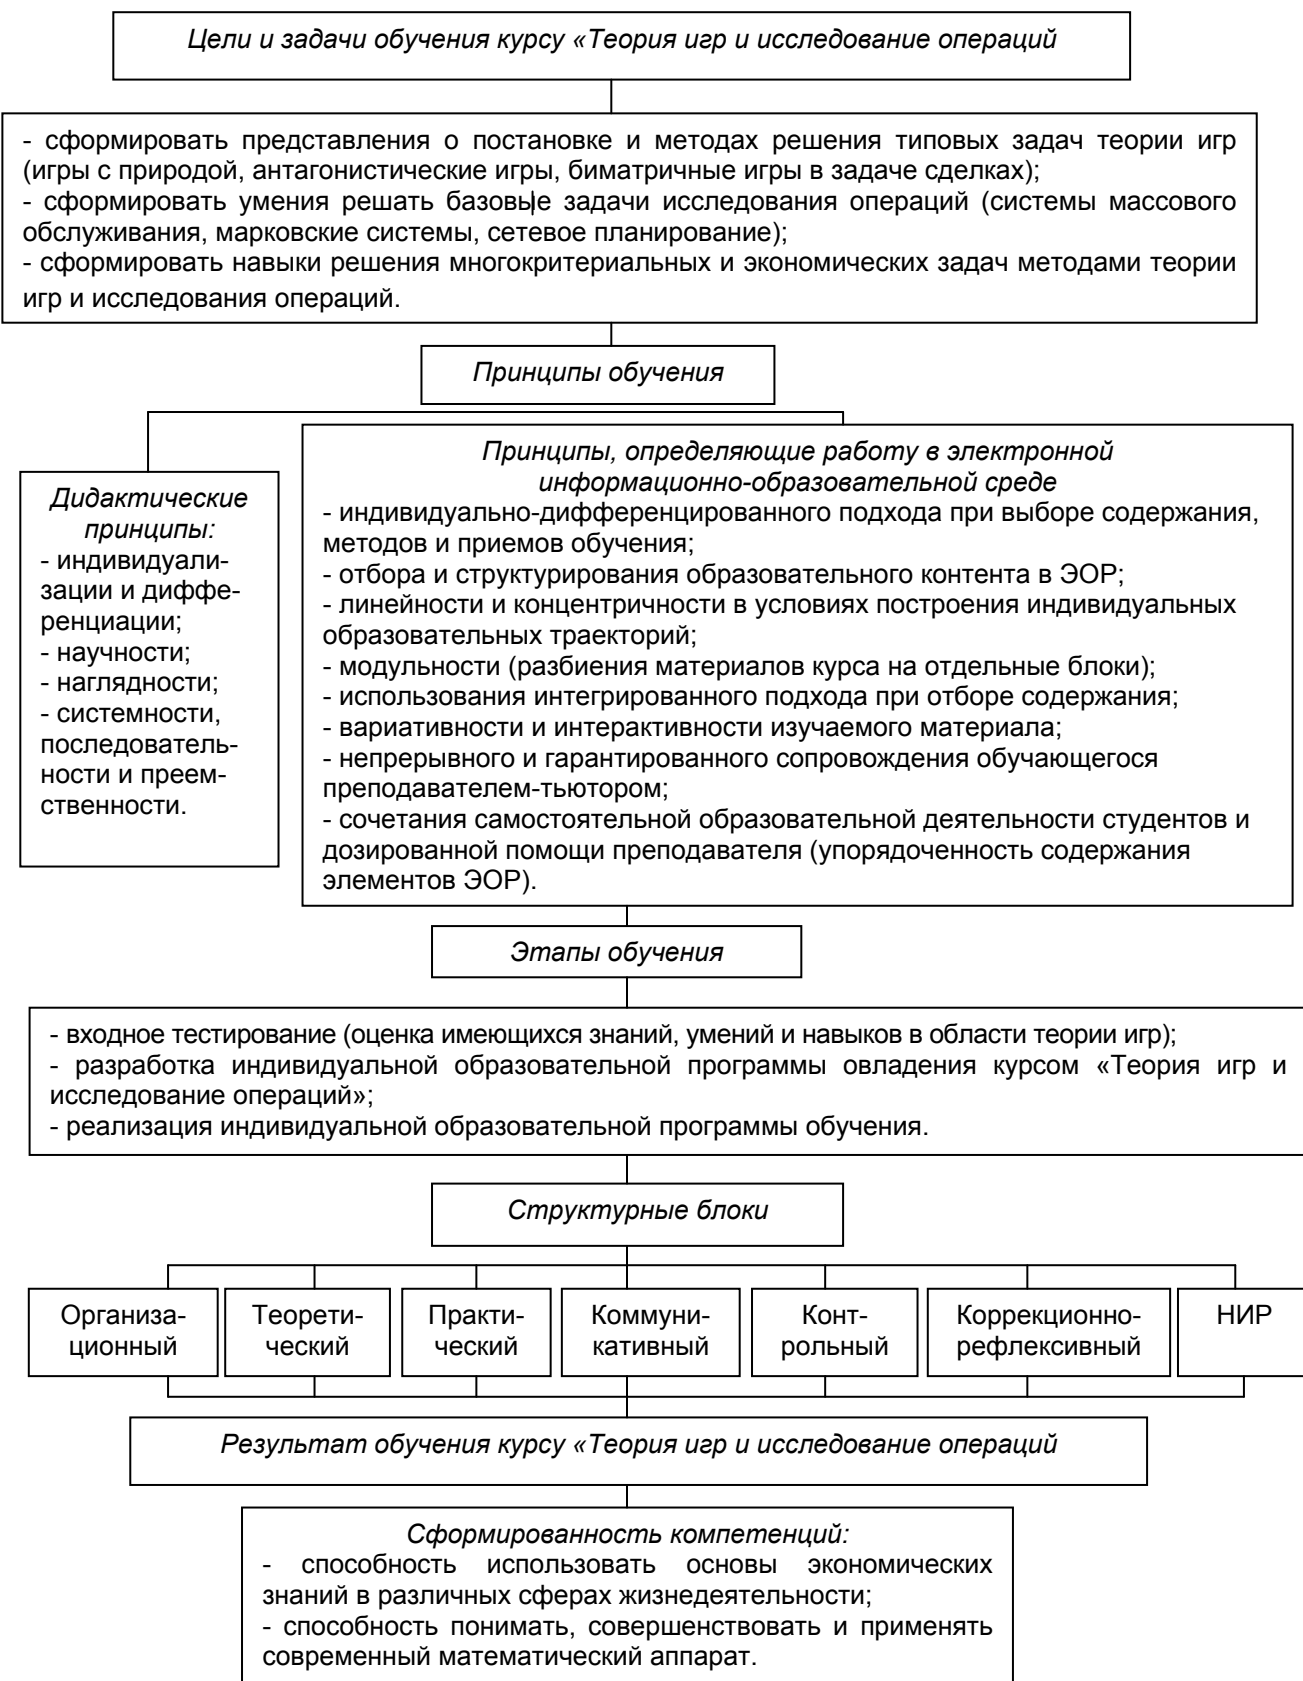 Цели и задачи обучения курсу «Теория игр и исследование операций
- сформировать представления о постановке и методах решения типовых задач теории игр
(игры с природой, антагонистические игры, биматричные игры в задаче сделках);
- сформировать умения решать базовые задачи исследования операций (системы массового
обслуживания, марковские системы, сетевое планирование);
- сформировать навыки решения многокритериальных и экономических задач методами теории
игр и исследования операций.
Принципы обучения
Дидактические
принципы:
- индивидуали-
зации и диффе-
ренциации;
- научности;
- наглядности;
- системности,
последователь-
ности и преем-
ственности.
Принципы, определяющие работу в электронной
информационно-образовательной среде
- индивидуально-дифференцированного подхода при выборе содержания,
методов и приемов обучения;
- отбора и структурирования образовательного контента в ЭОР;
- линейности и концентричности в условиях построения индивидуальных
образовательных траекторий;
- модульности (разбиения материалов курса на отдельные блоки);
- использования интегрированного подхода при отборе содержания;
- вариативности и интерактивности изучаемого материала;
- непрерывного и гарантированного сопровождения обучающегося
преподавателем-тьютором;
- сочетания самостоятельной образовательной деятельности студентов и
дозированной помощи преподавателя (упорядоченность содержания
элементов ЭОР).
Этапы обучения
- входное тестирование (оценка имеющихся знаний, умений и навыков в области теории игр);
- разработка индивидуальной образовательной программы овладения курсом «Теория игр и
исследование операций»;
- реализация индивидуальной образовательной программы обучения.
Структурные блоки
Организа-
ционный
Теорети-
ческий
Практи-
ческий
Коммуни-
кативный
Конт-
рольный
Коррекционно-
рефлексивный
НИР
Результат обучения курсу «Теория игр и исследование операций
Сформированность компетенций:
- способность использовать основы экономических
знаний в различных сферах жизнедеятельности;
- способность понимать, совершенствовать и применять
современный математический аппарат.